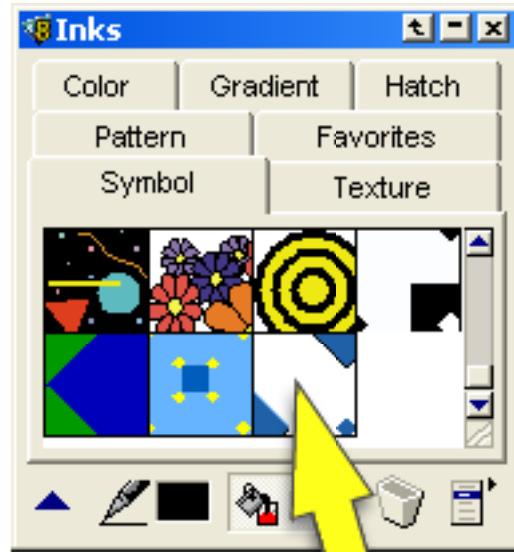 Inks
Color Gradient Hatch
Pattern Favorites
Symbol Texture